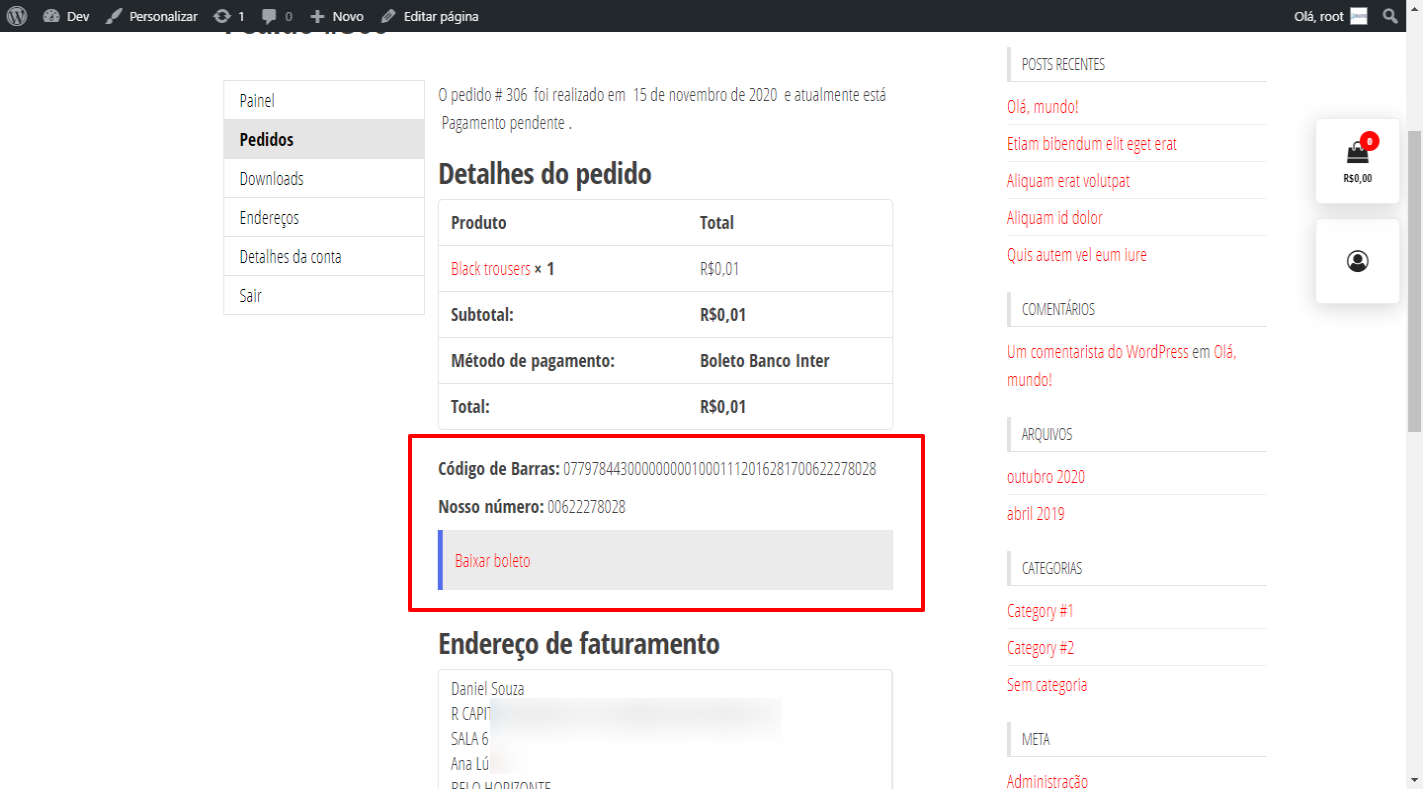 Dev Personalizar 1 0 Novo Editar página Olá, root
Painel
Pedidos
Downloads
Endereços
Detalhes da conta
Sair
O pedido # 306 foi realizado em 15 de novembro de 2020 e atualmente está
Pagamento pendente .
Detalhes do pedido
Produto Total
Black trousers × 1 R$0,01
Subtotal: R$0,01
Método de pagamento: Boleto Banco Inter
Total: R$0,01
Código de Barras: 07797844300000000010001112016281700622278028
Nosso número: 00622278028
Baixar boleto
Endereço de faturamento
Daniel Souza
R CAPI
SALA 6
Ana Lú
BELO HORIZONTE
POSTS RECENTES
Olá, mundo!
Etiam bibendum elit eget erat
Aliquam erat volutpat
Aliquam id dolor
Quis autem vel eum iure
COMENTÁRIOS
Um comentarista do WordPress em Olá,
mundo!
ARQUIVOS
outubro 2020
abril 2019
CATEGORIAS
Category #1
Category #2
Sem categoria
META
Administração
0
R$0,00